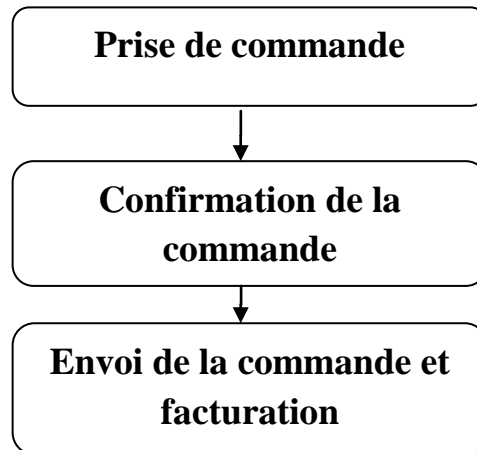 Prise de commande
Confirmation de la
commande
Envoi de la commande et
facturation